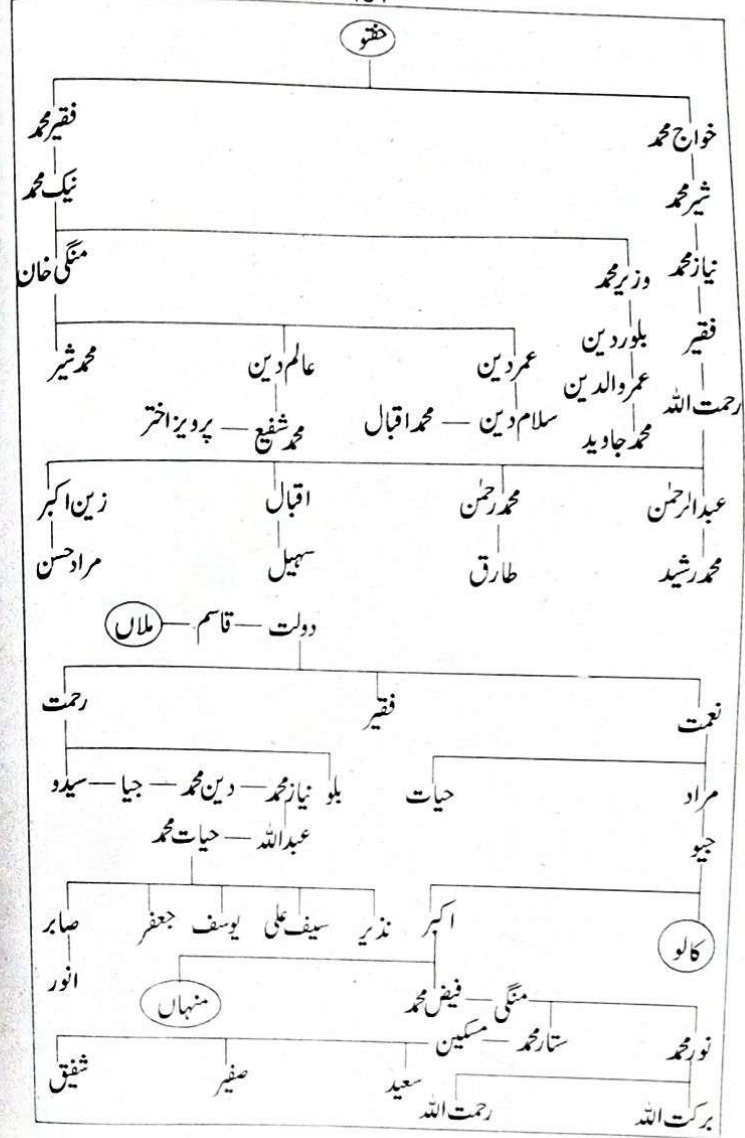 حفتو
خواج محمد فقیر محمد
شیر محمد نیک محمد
نیاز محمد وزیر محمد منگی خان
فقیر بلور دین عمر دین عالم دین محمد شیر
رحمت اللہ عمر والدین
محمد جاوید سلام دین — محمد اقبال محمد شفیع — پرویز اختر
عبدالرحمٰن محمد رحمٰن اقبال زین اکبر
محمد رشید طارق سہیل مراد حسن
دولت — قاسم — ملاں
نعمت فقیر رحمت
مراد حیات بلو نیاز محمد — دین محمد — جیا — سیدو
جیو عبداللہ — حیات محمد
کالو اکبر نذیر سیف علی یوسف جعفر صابر
انور
منگی — فیض محمد منہاں
نور محمد ستار محمد — مسکین
سعید صفیر شفیق
برکت اللہ رحمت اللہ